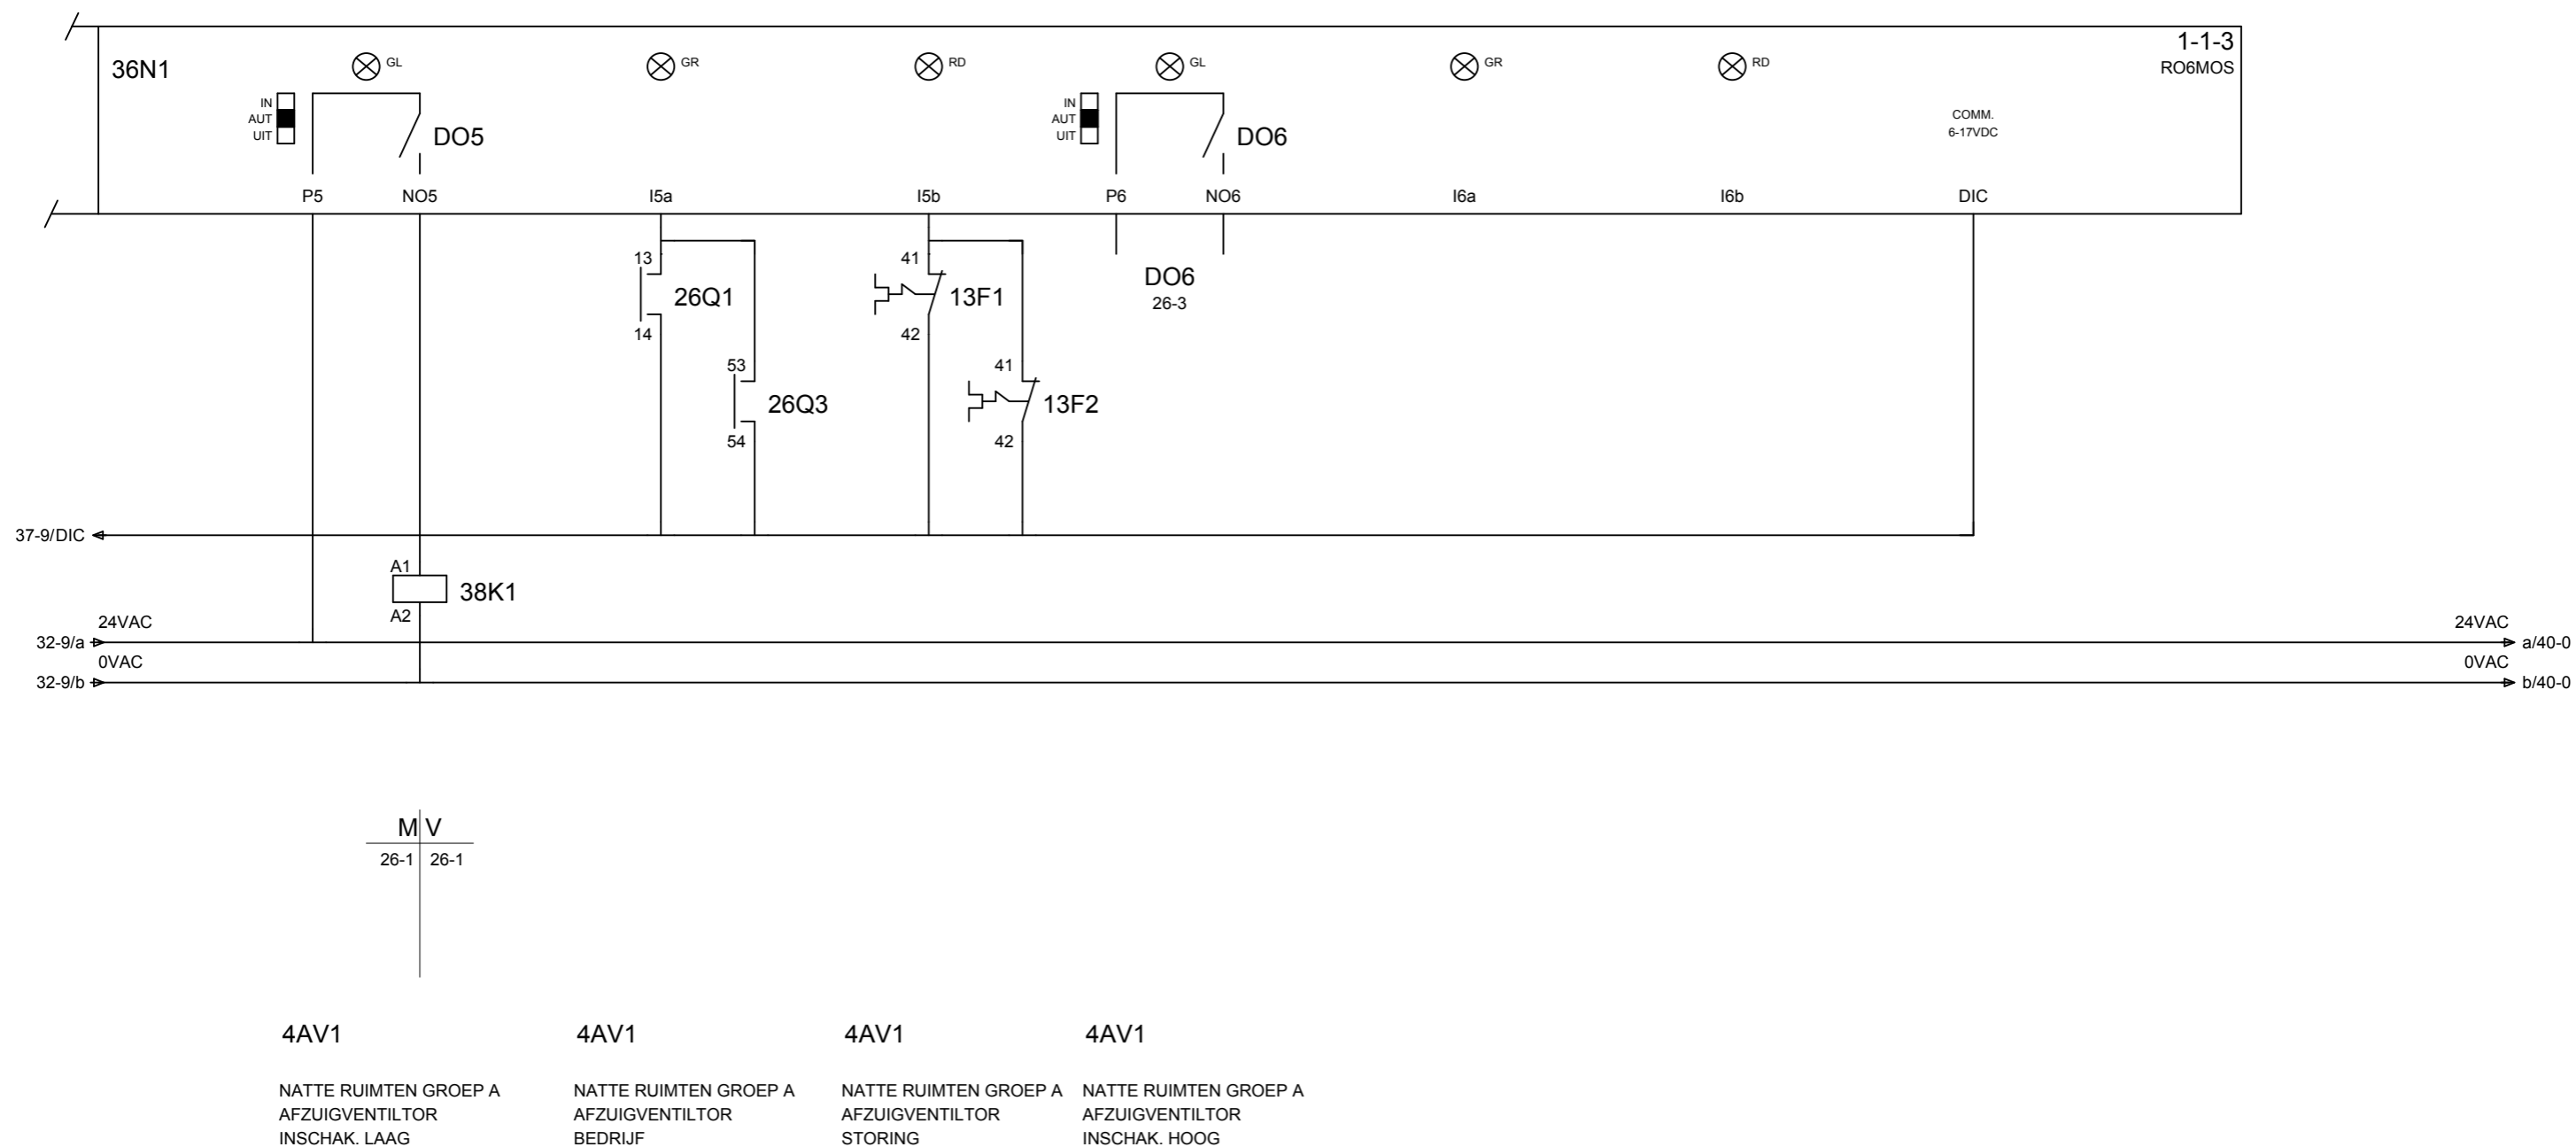 36N1
GL
GR
RD
GL
GR
RD
1-1-3
RO6MOS
IN
AUT
UIT
DO5
IN
AUT
UIT
DO6
COMM.
6-17VDC
P5
NO5
I5a
I5b
P6
NO6
I6a
I6b
DIC
13
26Q1
14
41
13F1
42
DO6
26-3
53
26Q3
54
41
13F2
42
37-9/DIC
A1
38K1
A2
24VAC
32-9/a
24VAC
a/40-0
0VAC
32-9/b
0VAC
b/40-0
M V
26-1 26-1
4AV1
4AV1
4AV1
4AV1
NATTE RUIMTEN GROEP A
AFZUIGVENTILTOR
INSCHAK. LAAG
NATTE RUIMTEN GROEP A
AFZUIGVENTILTOR
BEDRIJF
NATTE RUIMTEN GROEP A
AFZUIGVENTILTOR
STORING
NATTE RUIMTEN GROEP A
AFZUIGVENTILTOR
INSCHAK. HOOG